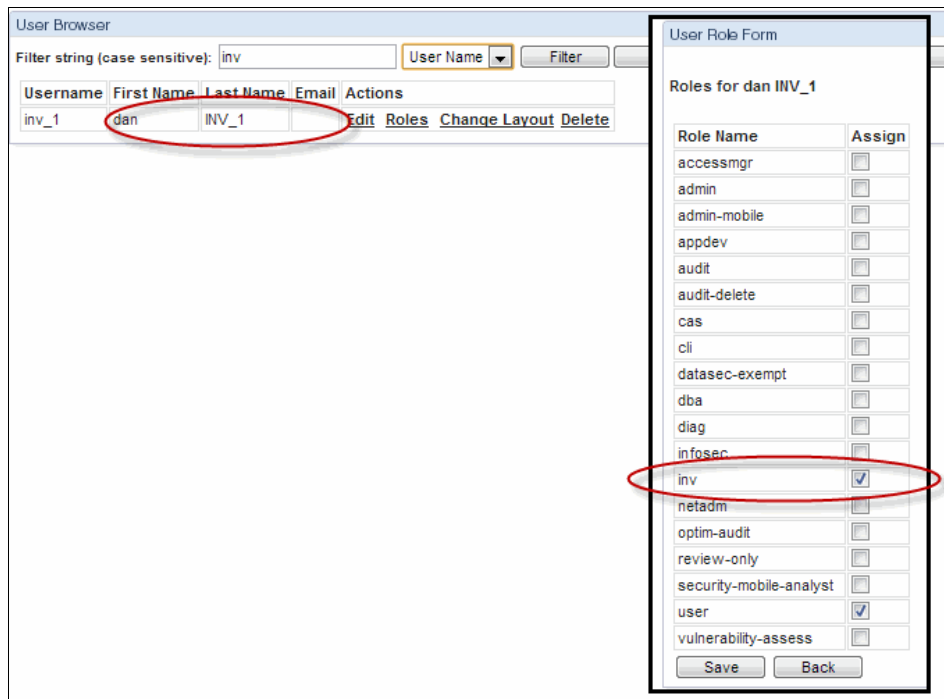 User Browser
Filter string (case sensitive): inv User Name Filter
Username First Name Last Name Email Actions
inv_1 dan INV_1 Edit Roles Change Layout Delete
User Role Form
Roles for dan INV_1
Role Name Assign
accessmgr
admin
admin-mobile
appdev
audit
audit-delete
cas
cli
datasec-exempt
dba
diag
infosec
inv
netadm
optim-audit
review-only
security-mobile-analyst
user
vulnerability-assess
Save Back